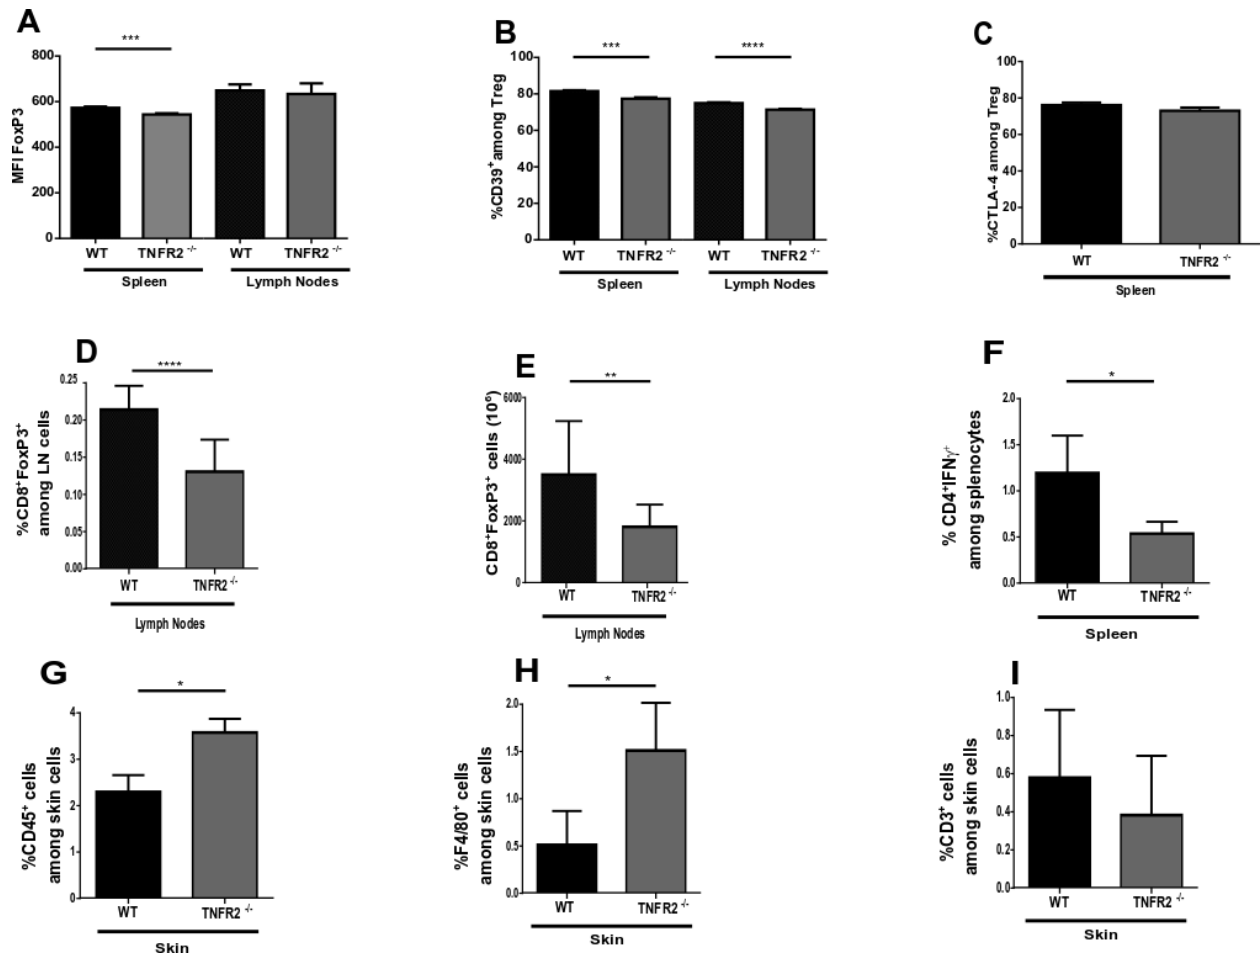 A
***
MFI FoxP3
800
600
400
200
0
WT
TNFR2 -/-
WT
TNFR2 -/-
Spleen
Lymph Nodes
B
***
****
%CD39⁺among Treg
100
80
60
40
20
0
WT
TNFR2 -/-
WT
TNFR2 -/-
Spleen
Lymph Nodes
C
%CTLA-4 among Treg
100
80
60
40
20
0
WT
TNFR2 -/-
Spleen
D
****
%CD8⁺FoxP3⁺
among LN cells
0.25
0.20
0.15
0.10
0.05
0.00
WT
TNFR2 -/-
Lymph Nodes
E
**
CD8⁺FoxP3⁺ cells
6000
4000
2000
0
WT
TNFR2 -/-
Lymph Nodes
F
*
% CD4⁺IFNγ⁺
among splenocytes
2.0
1.5
1.0
0.5
0.0
WT
TNFR2 -/-
Spleen
G
*
%CD45⁺ cells
among skin cells
4
3
2
1
0
WT
TNFR2 -/-
Skin
H
*
%F4/80⁺ cells
among skin cells
2.0
1.5
1.0
0.5
0.0
WT
TNFR2 -/-
Skin
I
%CD3⁺ cells
among skin cells
1.0
0.8
0.6
0.4
0.2
0.0
WT
TNFR2 -/-
Skin